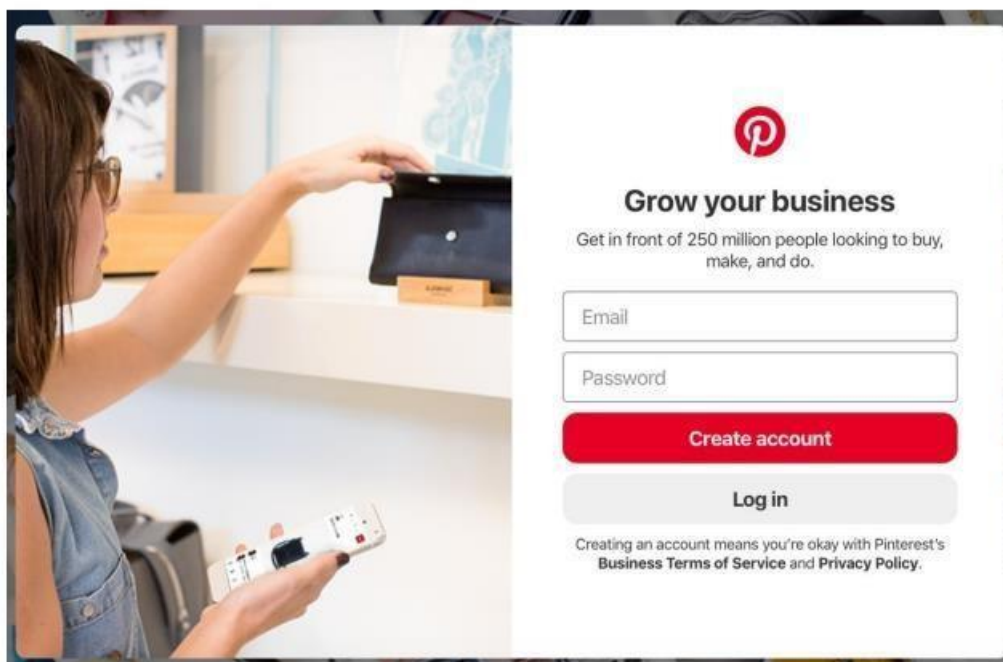 Grow your business
Get in front of 250 million people looking to buy,
make, and do.
Email
Password
Create account
Log in
Creating an account means you're okay with Pinterest's
Business Terms of Service and Privacy Policy.